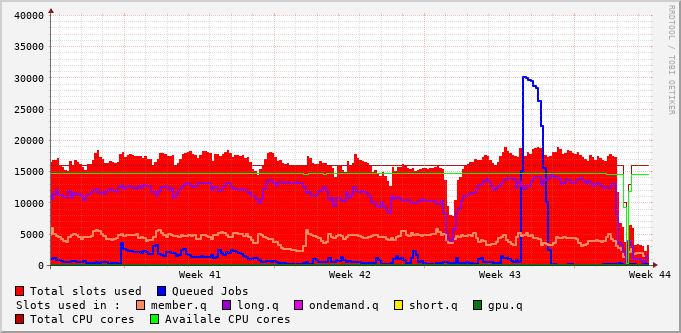 RRDTOOL / TOBI OETIKER
40000
35000
30000
25000
20000
15000
10000
5000
0
Week 41 Week 42 Week 43 Week 44
Total slots used Queued Jobs
Slots used in : member.q long.q ondemand.q short.q gpu.q
Total CPU cores Availale CPU cores